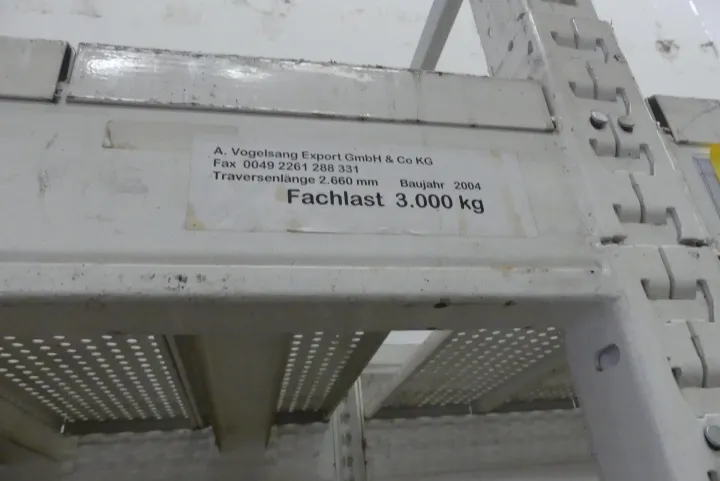 A. Vogelsang Export GmbH & Co KG
Fax 0049 2261 288 331
Traversenlänge 2.660 mm Baujahr 2004
Fachlast 3.000 kg